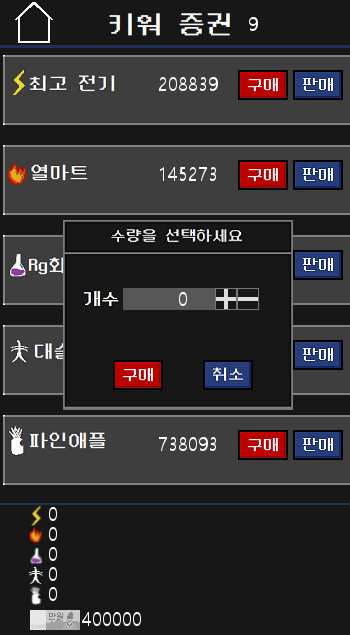 키워 증권 9
최고 전기 208839 구매 판매
열마트 145273 구매 판매
수량을 선택하세요
Rg화 판매
개수 0
대솔 판매
구매 취소
파인애플 738093 구매 판매
0
0
0
0
0
만원 400000